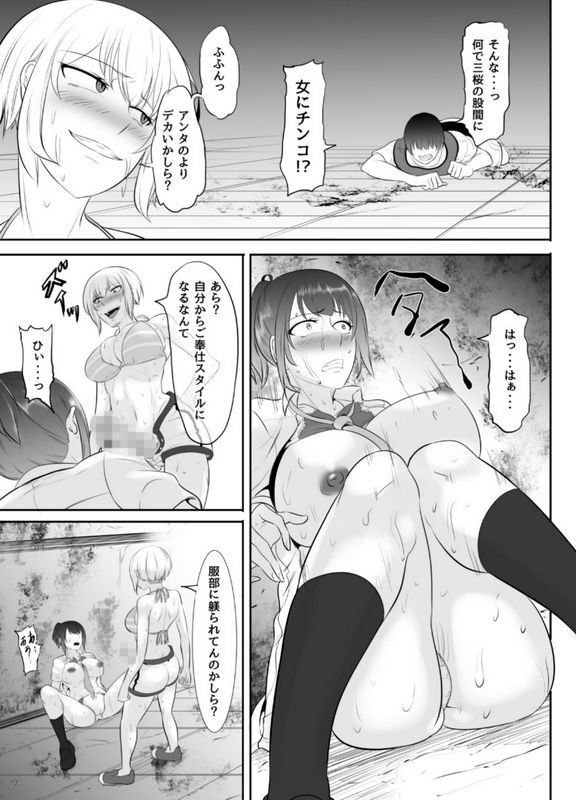 そんな・・・っ
何で三桜の股間に
女にチンコ!?
ふふんっ
アンタのより
デカいかしら？
はっ・・はぁ・・
ヘタァ
あら？
自分からご奉仕スタイルに
なるなんて
ひぃ・・・っ
服部に躾られてんのかしら？